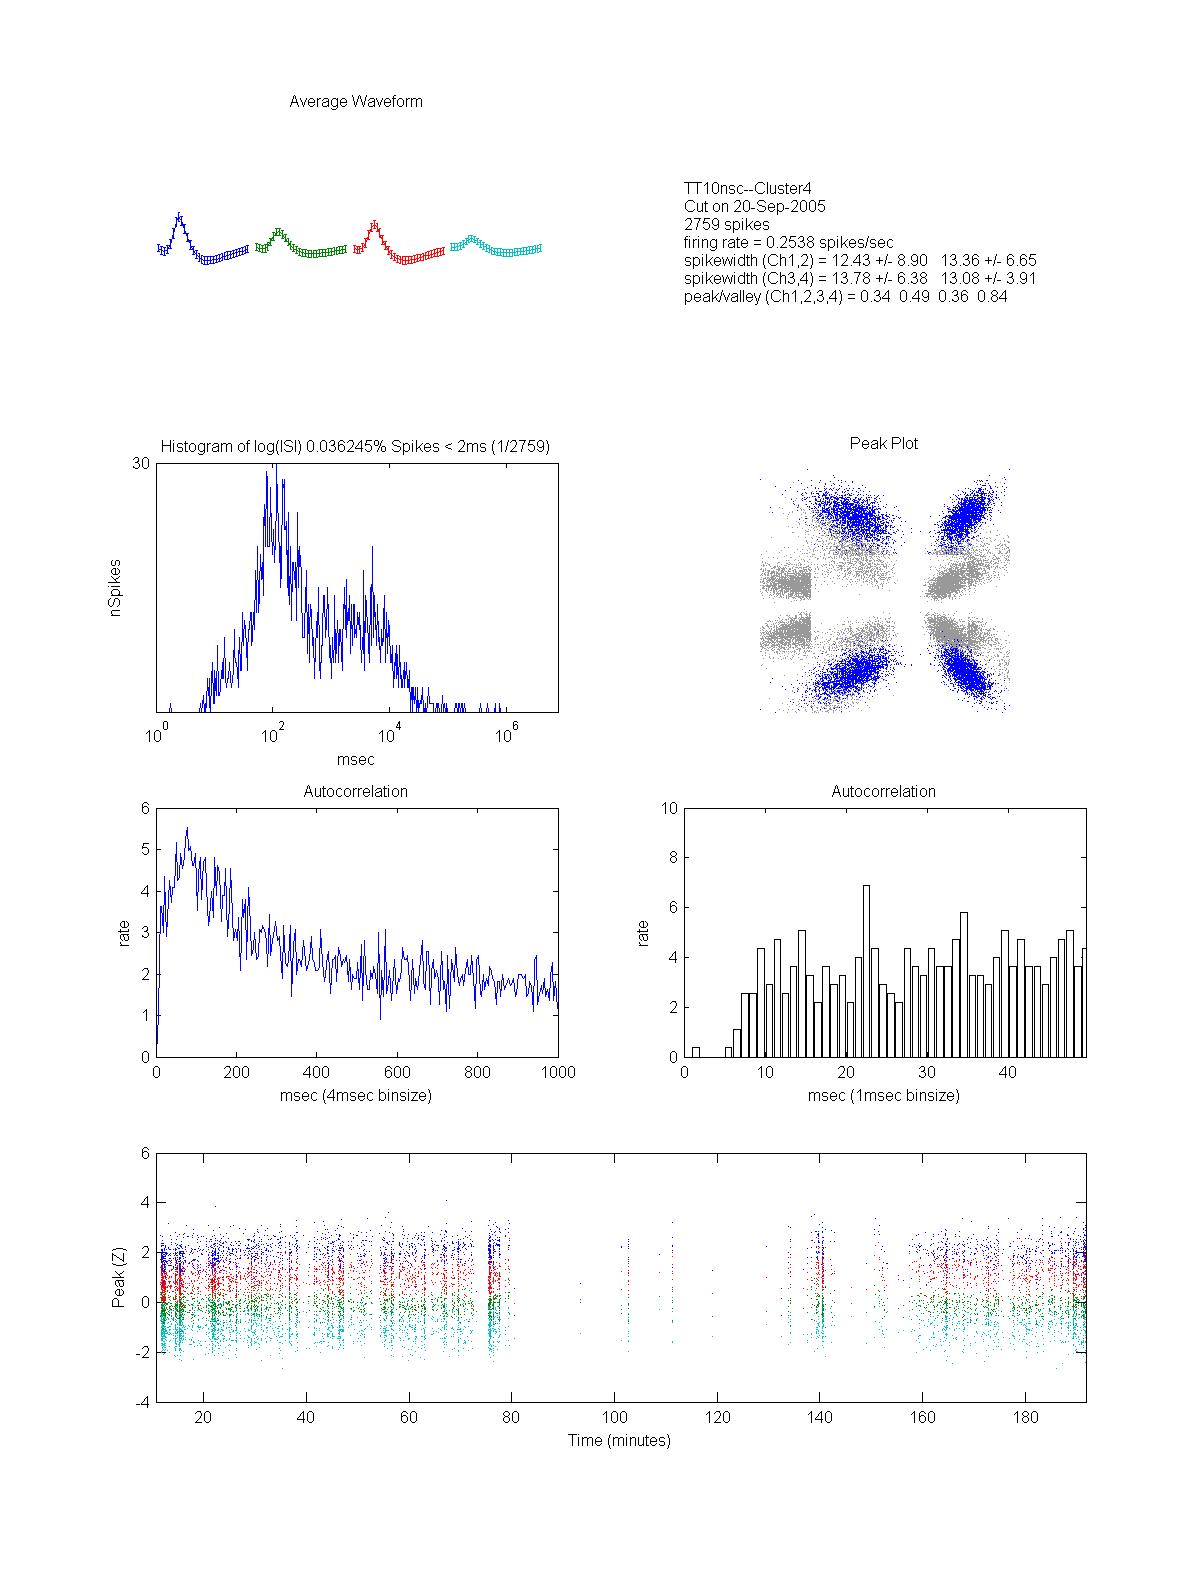 Average Waveform
TT10nsc--Cluster4
Cut on 20-Sep-2005
2759 spikes
firing rate = 0.2538 spikes/sec
spikewidth (Ch1,2) = 12.43 +/- 8.90 13.36 +/- 6.65
spikewidth (Ch3,4) = 13.78 +/- 6.38 13.08 +/- 3.91
peak/valley (Ch1,2,3,4) = 0.34 0.49 0.36 0.84
Histogram of log(ISI) 0.036245% Spikes < 2ms (1/2759)
30
nSpikes
10^0 10^2 10^4 10^6
msec
Peak Plot
Autocorrelation
6
5
4
3
2
1
0
rate
0 200 400 600 800 1000
msec (4msec binsize)
Autocorrelation
10
8
6
4
2
0
rate
0 10 20 30 40
msec (1msec binsize)
6
4
2
0
-2
-4
Peak (Z)
20 40 60 80 100 120 140 160 180
Time (minutes)